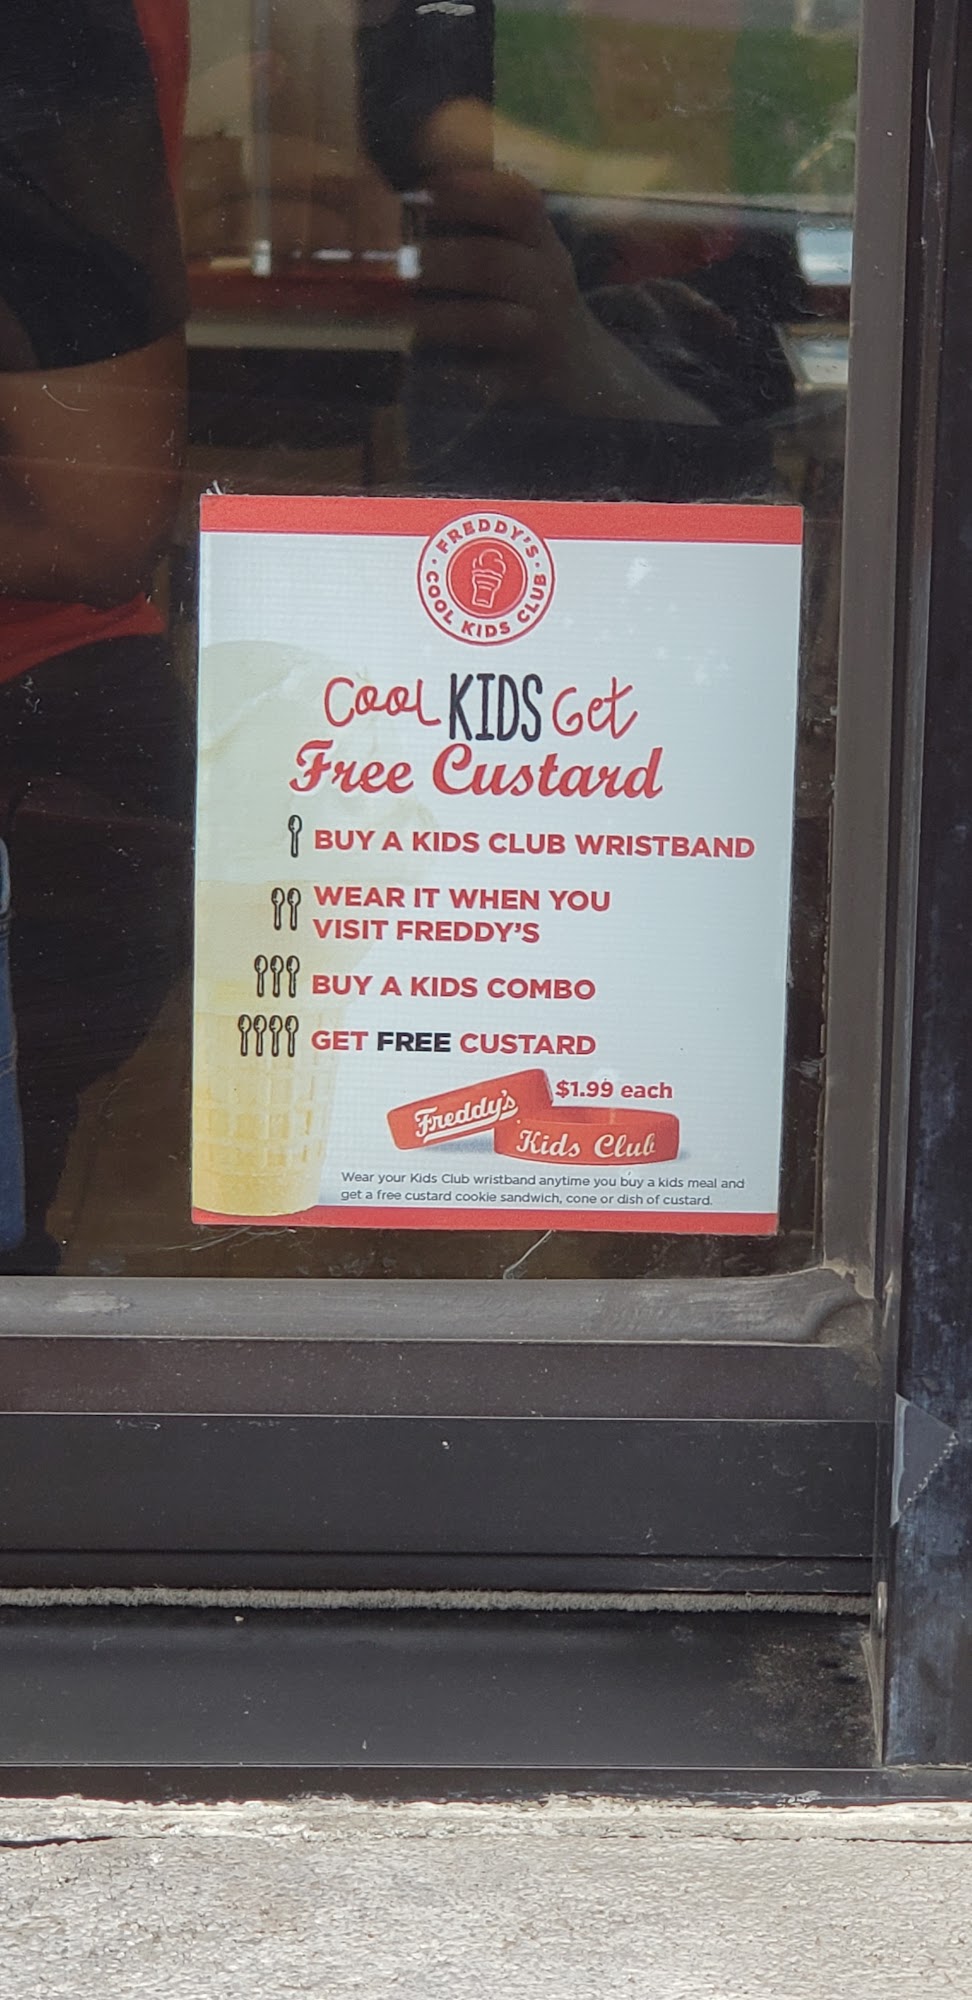 FREDDY'S
COOL KIDS CLUB
Cool KIDS Get
Free Custard
BUY A KIDS CLUB WRISTBAND
WEAR IT WHEN YOU
VISIT FREDDY'S
BUY A KIDS COMBO
GET FREE CUSTARD
$1.99 each
Freddy's
Kids Club
Wear your Kids Club wristband anytime you buy a kids meal and
get a free custard cookie sandwich, cone or dish of custard.